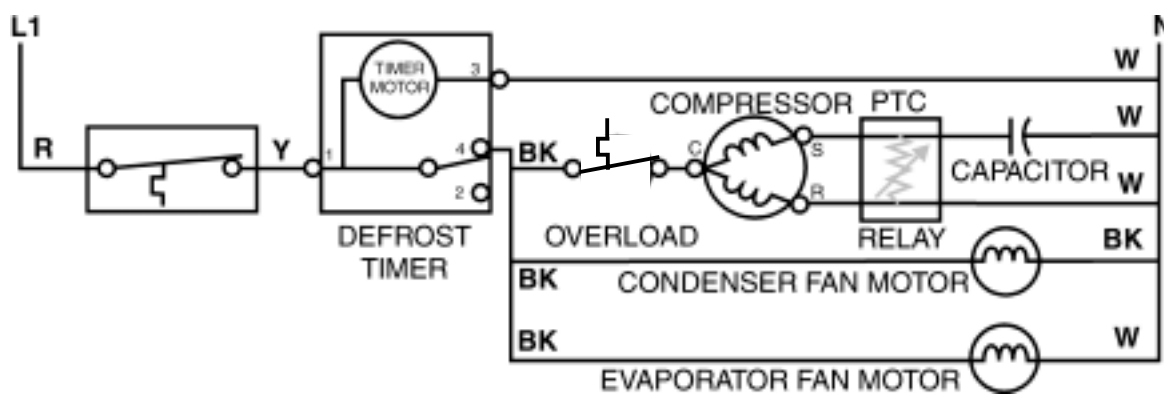 L1
N
TIMER
MOTOR
3
W
COMPRESSOR
PTC
R
Y
1
4
BK
C
S
W
2
R
CAPACITOR
W
DEFROST
TIMER
OVERLOAD
RELAY
BK
BK
CONDENSER FAN MOTOR
BK
W
EVAPORATOR FAN MOTOR